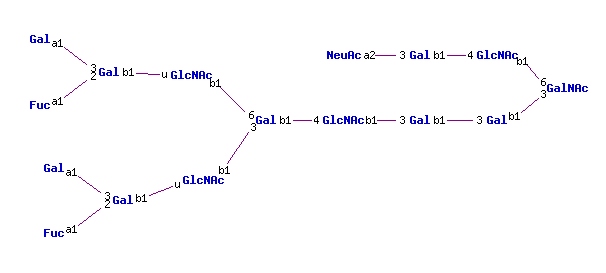 Gal a1
NeuAc a2 3 Gal b1 4 GlcNAc b1
3 2 Gal b1 u GlcNAc b1
6 3 GalNAc
Fuc a1
6 3 Gal b1 4 GlcNAc b1 3 Gal b1 3 Gal b1
Gal a1
u GlcNAc b1
3 2 Gal b1
Fuc a1